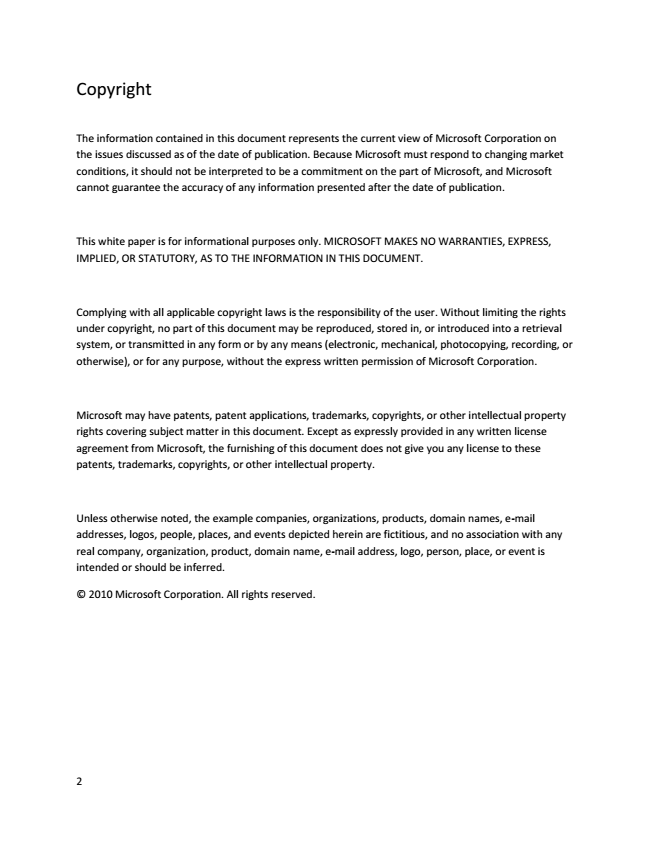 Copyright
The information contained in this document represents the current view of Microsoft Corporation on
the issues discussed as of the date of publication. Because Microsoft must respond to changing market
conditions, it should not be interpreted to be a commitment on the part of Microsoft, and Microsoft
cannot guarantee the accuracy of any information presented after the date of publication.
This white paper is for informational purposes only. MICROSOFT MAKES NO WARRANTIES, EXPRESS,
IMPLIED, OR STATUTORY, AS TO THE INFORMATION IN THIS DOCUMENT.
Complying with all applicable copyright laws is the responsibility of the user. Without limiting the rights
under copyright, no part of this document may be reproduced, stored in, or introduced into a retrieval
system, or transmitted in any form or by any means (electronic, mechanical, photocopying, recording, or
otherwise), or for any purpose, without the express written permission of Microsoft Corporation.
Microsoft may have patents, patent applications, trademarks, copyrights, or other intellectual property
rights covering subject matter in this document. Except as expressly provided in any written license
agreement from Microsoft, the furnishing of this document does not give you any license to these
patents, trademarks, copyrights, or other intellectual property.
Unless otherwise noted, the example companies, organizations, products, domain names, e-mail
addresses, logos, people, places, and events depicted herein are fictitious, and no association with any
real company, organization, product, domain name, e-mail address, logo, person, place, or event is
intended or should be inferred.
© 2010 Microsoft Corporation. All rights reserved.
2